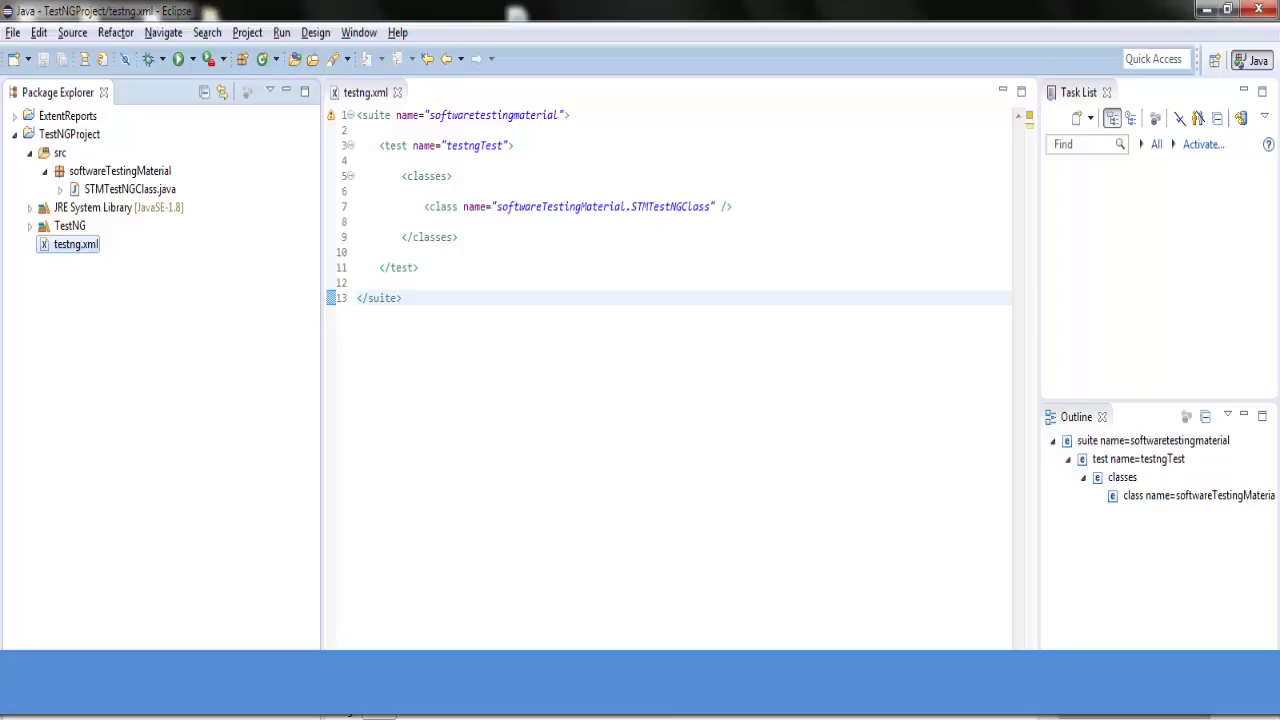 Java - TestNGProject/testng.xml - Eclipse
File Edit Source Refactor Navigate Search Project Run Design Window Help
Quick Access
Java
Package Explorer
ExtentReports
TestNGProject
src
softwareTestingMaterial
STMTestNGClass.java
JRE System Library [JavaSE-1.8]
TestNG
testng.xml
testng.xml
1 <suite name="softwaretestingmaterial">
2
3 <test name="testngTest">
4
5 <classes>
6
7 <class name="softwareTestingMaterial.STMTestNGClass" />
8
9 </classes>
10
11 </test>
12
13 </suite>
Task List
Find All Activate...
Outline
suite name=softwaretestingmaterial
test name=testngTest
classes
class name=softwareTestingMateria